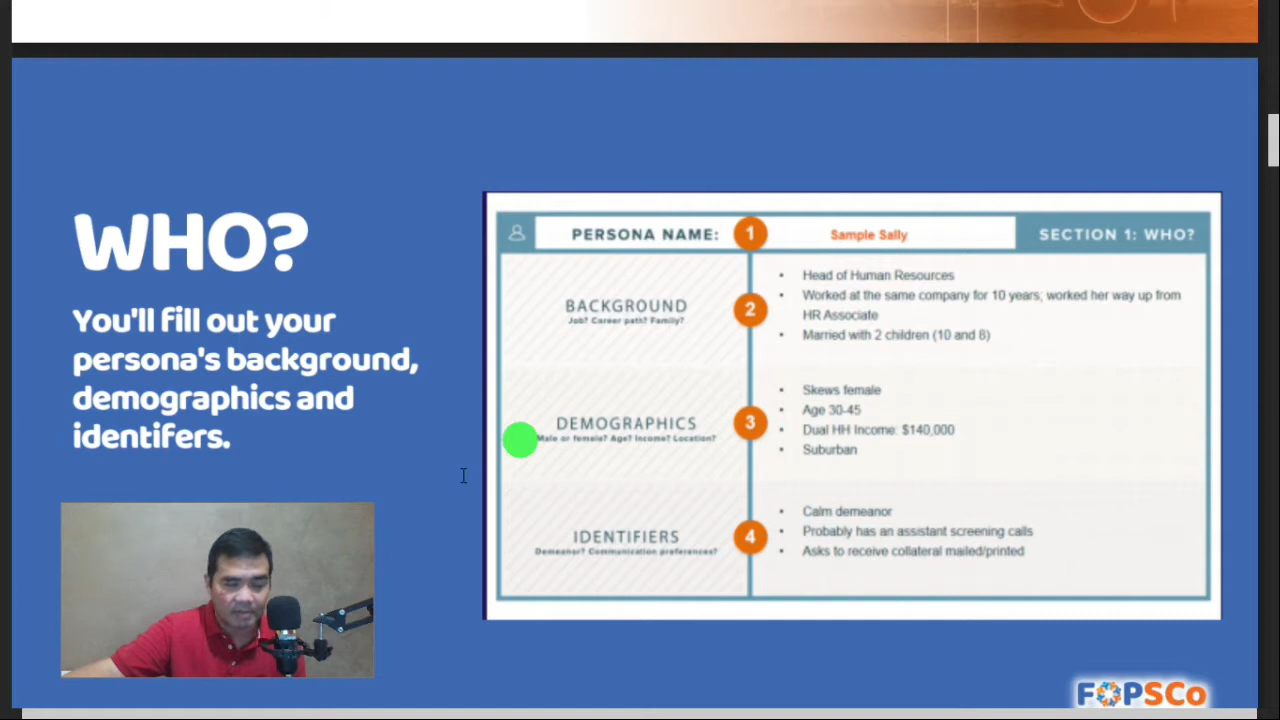 WHO?
You'll fill out your
persona's background,
demographics and
identifers.
PERSONA NAME:
1
Sample Sally
SECTION 1: WHO?
BACKGROUND
Job? Career path? Family?
2
• Head of Human Resources
• Worked at the same company for 10 years; worked her way up from
HR Associate
• Married with 2 children (10 and 8)
DEMOGRAPHICS
Male or female? Age? Income? Location?
3
• Skews female
• Age 30-45
• Dual HH Income: $140,000
• Suburban
IDENTIFIERS
Demeanor? Communication preferences?
4
• Calm demeanor
• Probably has an assistant screening calls
• Asks to receive collateral mailed/printed
FOPSCo